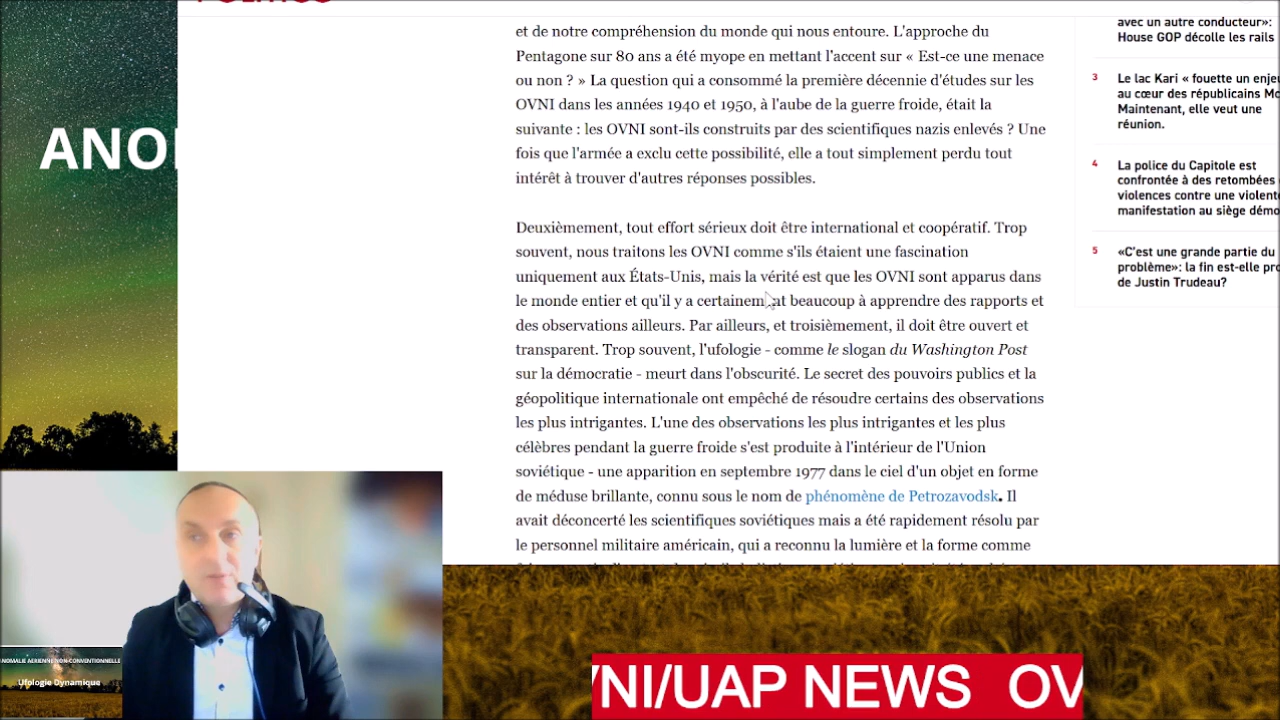 et de notre compréhension du monde qui nous entoure. L'approche du
Pentagone sur 80 ans a été myope en mettant l'accent sur « Est-ce une menace
ou non ? » La question qui a consommé la première décennie d'études sur les
OVNI dans les années 1940 et 1950, à l'aube de la guerre froide, était la
suivante : les OVNI sont-ils construits par des scientifiques nazis enlevés ? Une
fois que l'armée a exclu cette possibilité, elle a tout simplement perdu tout
intérêt à trouver d'autres réponses possibles.
Deuxièmement, tout effort sérieux doit être international et coopératif. Trop
souvent, nous traitons les OVNI comme s'ils étaient une fascination
uniquement aux États-Unis, mais la vérité est que les OVNI sont apparus dans
le monde entier et qu'il y a certainement beaucoup à apprendre des rapports et
des observations ailleurs. Par ailleurs, et troisièmement, il doit être ouvert et
transparent. Trop souvent, l'ufologie - comme le slogan du Washington Post
sur la démocratie - meurt dans l'obscurité. Le secret des pouvoirs publics et la
géopolitique internationale ont empêché de résoudre certains des observations
les plus intrigantes. L'une des observations les plus intrigantes et les plus
célèbres pendant la guerre froide s'est produite à l'intérieur de l'Union
soviétique - une apparition en septembre 1977 dans le ciel d'un objet en forme
de méduse brillante, connu sous le nom de phénomène de Petrozavodsk. Il
avait déconcerté les scientifiques soviétiques mais a été rapidement résolu par
le personnel militaire américain, qui a reconnu la lumière et la forme comme
avec un autre conducteur»:
House GOP décolle les rails
3
Le lac Kari « fouette un enje
au cœur des républicains Mc
Maintenant, elle veut une
réunion.
4
La police du Capitole est
confrontée à des retombées
violences contre une violent
manifestation au siège démo
5
«C'est une grande partie du
problème»: la fin est-elle pro
de Justin Trudeau?
ANO
ANOMALIE AERIENNE NON-CONVENTIONNELLE
Ufologie Dynamique
NI/UAP NEWS OV